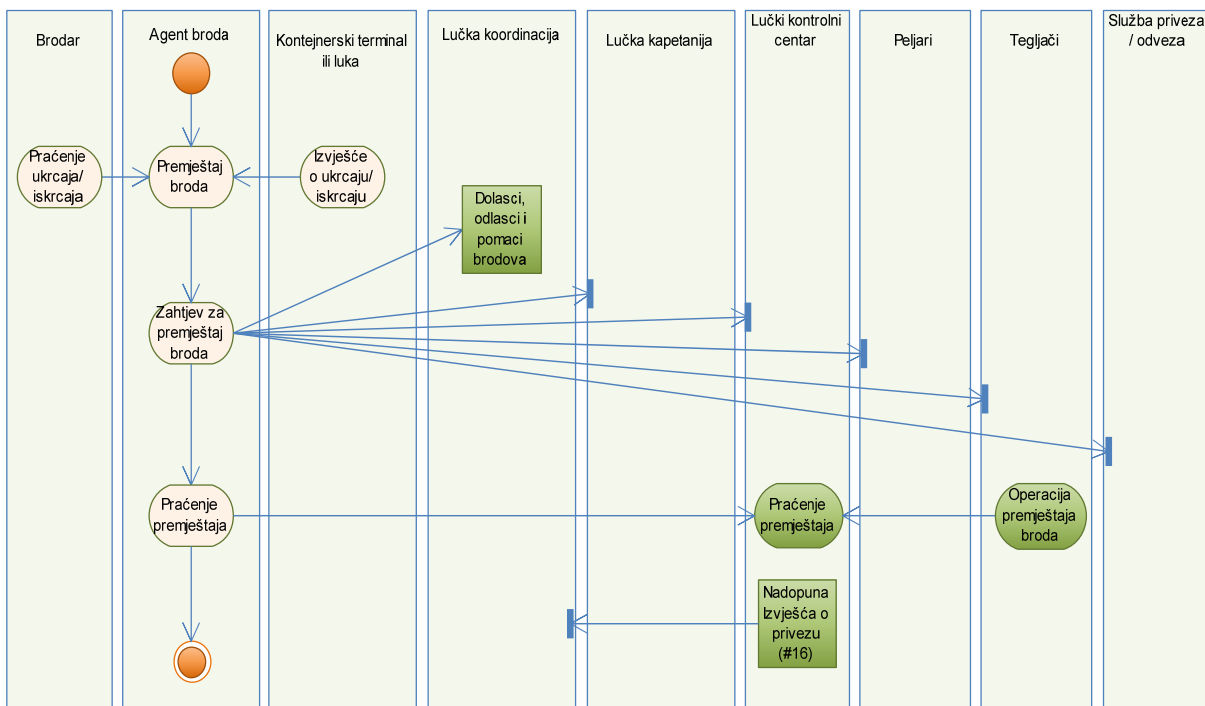 Brodar
Agent broda
Kontejnerski terminal
ili luka
Lučka koordinacija
Lučka kapetanija
Lučki kontrolni
centar
Peljari
Tegljači
Služba priveza
/ odveza
Praćenje
ukrcaja/
iskrcaja
Premještaj
broda
Izvješće
o ukrcaju/
iskrcaju
Dolasci,
odlasci i
pomaci
brodova
Zahtjev za
premještaj
broda
Praćenje
premještaja
Praćenje
premještaja
Operacija
premještaja
broda
Nadopuna
Izvješća o
privezu
(#16)